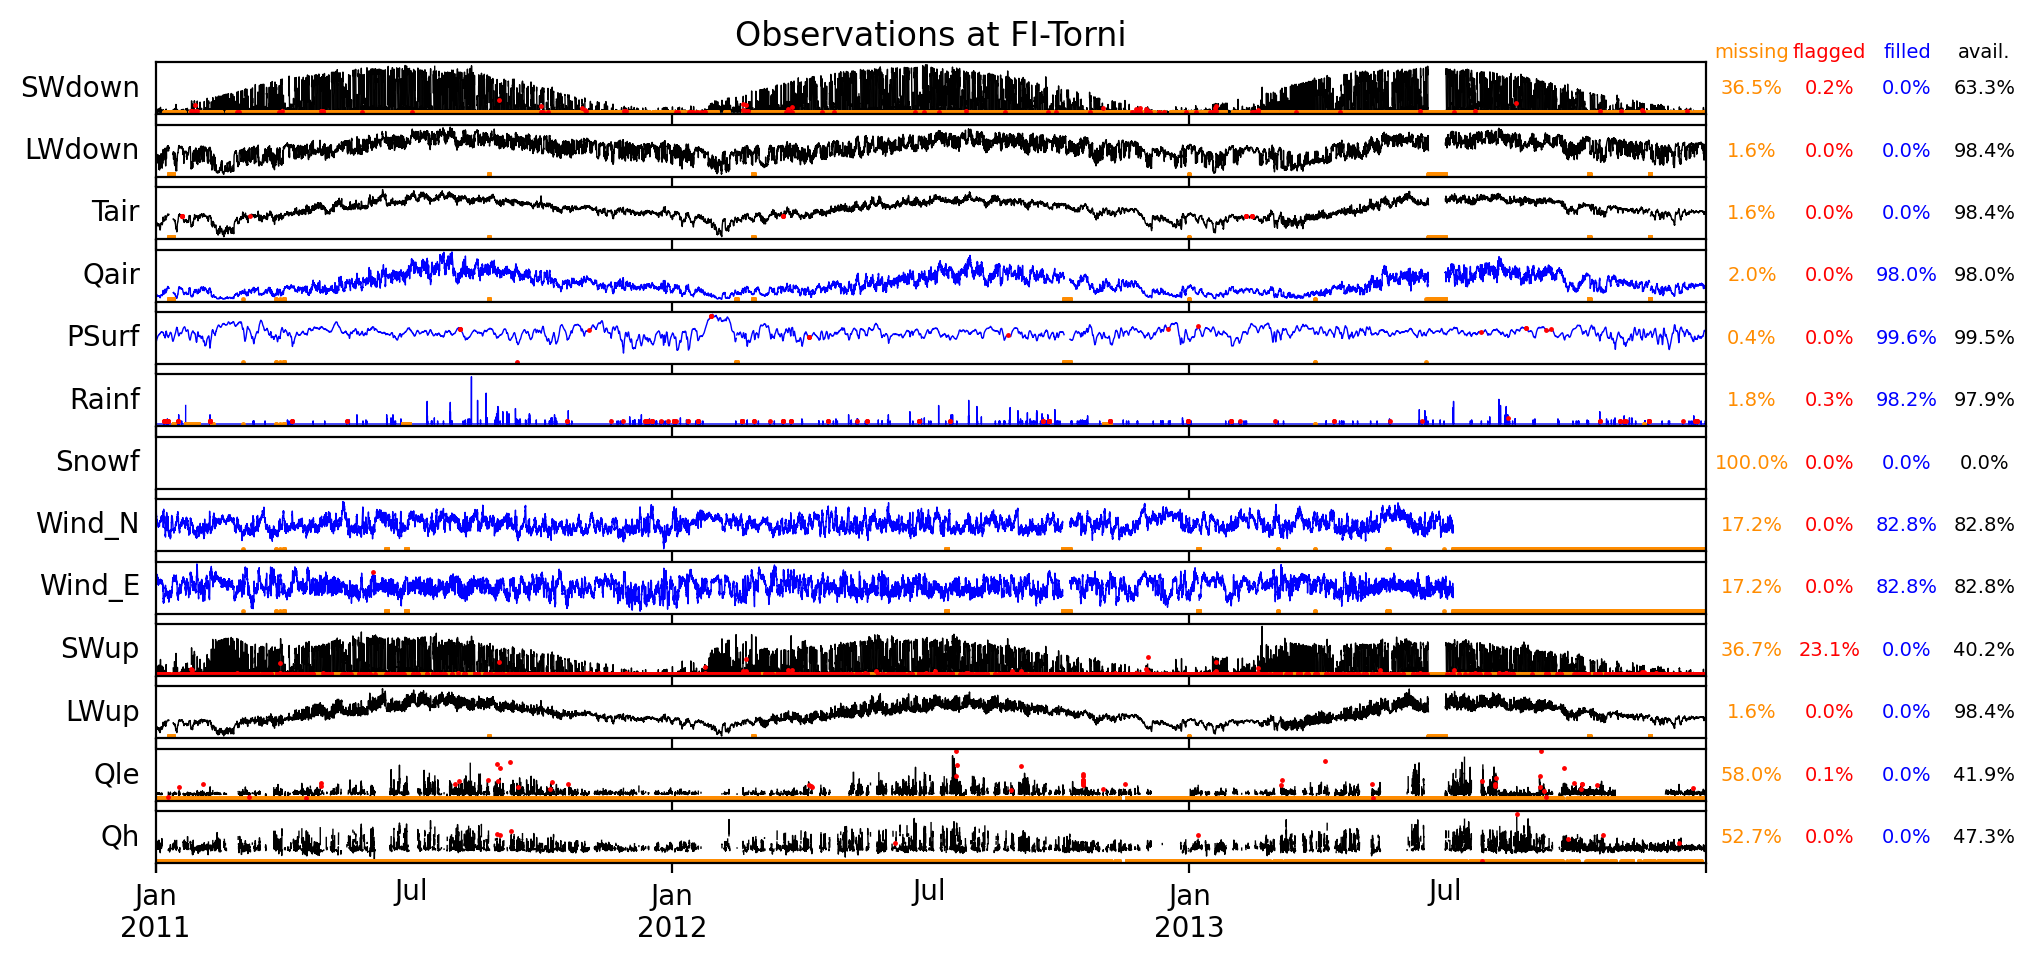 Observations at FI-Torni
missing flagged filled avail.
SWdown 36.5% 0.2% 0.0% 63.3%
LWdown 1.6% 0.0% 0.0% 98.4%
Tair 1.6% 0.0% 0.0% 98.4%
Qair 2.0% 0.0% 98.0% 98.0%
PSurf 0.4% 0.0% 99.6% 99.5%
Rainf 1.8% 0.3% 98.2% 97.9%
Snowf 100.0% 0.0% 0.0% 0.0%
Wind_N 17.2% 0.0% 82.8% 82.8%
Wind_E 17.2% 0.0% 82.8% 82.8%
SWup 36.7% 23.1% 0.0% 40.2%
LWup 1.6% 0.0% 0.0% 98.4%
Qle 58.0% 0.1% 0.0% 41.9%
Qh 52.7% 0.0% 0.0% 47.3%
Jan Jul Jan Jul Jan Jul
2011 2012 2013